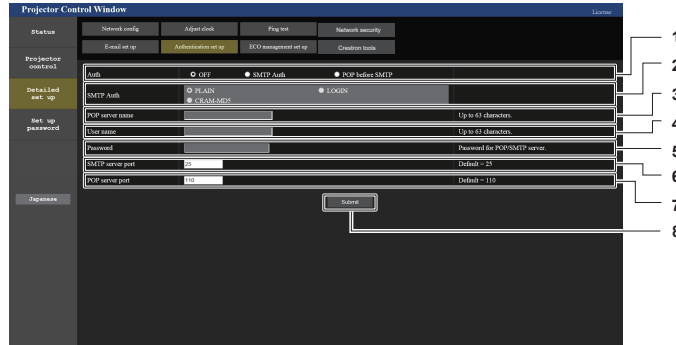 Projector Control Window
License
Status
Network config
Adjust clock
Ping test
Network security
E-mail set up
Authentication set up
ECO management set up
Crestron tools
Projector
control
Detailed
set up
Set up
password
Japanese
Auth
OFF
SMTP Auth
POP before SMTP
SMTP Auth
PLAIN
LOGIN
CRAM-MD5
POP server name
Up to 63 characters.
User name
Up to 63 characters.
Password
Password for POP/SMTP server.
SMTP server port
25
Default = 25
POP server port
110
Default = 110
Submit
1
2
3
4
5
6
7
8